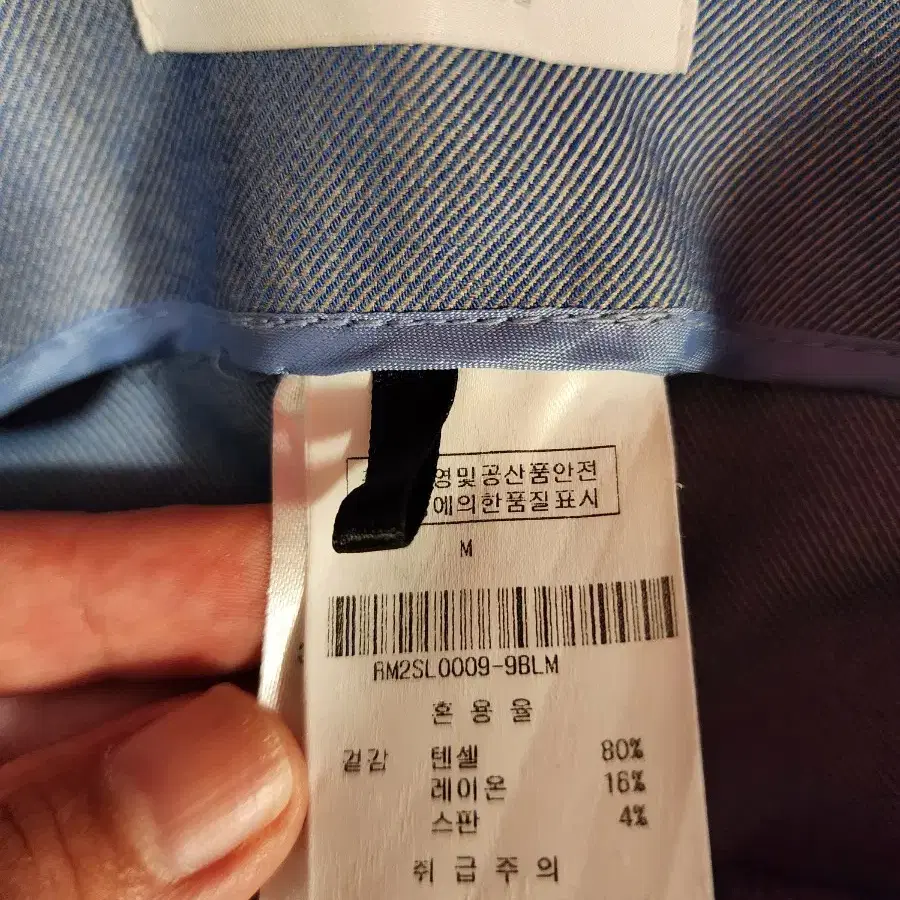 영및공산품안전
에의한품질표시
M
RM2SL0009-9BLM
혼 용 율
겉감 텐셀 80%
레이온 16%
스판 4%
취 급 주 의